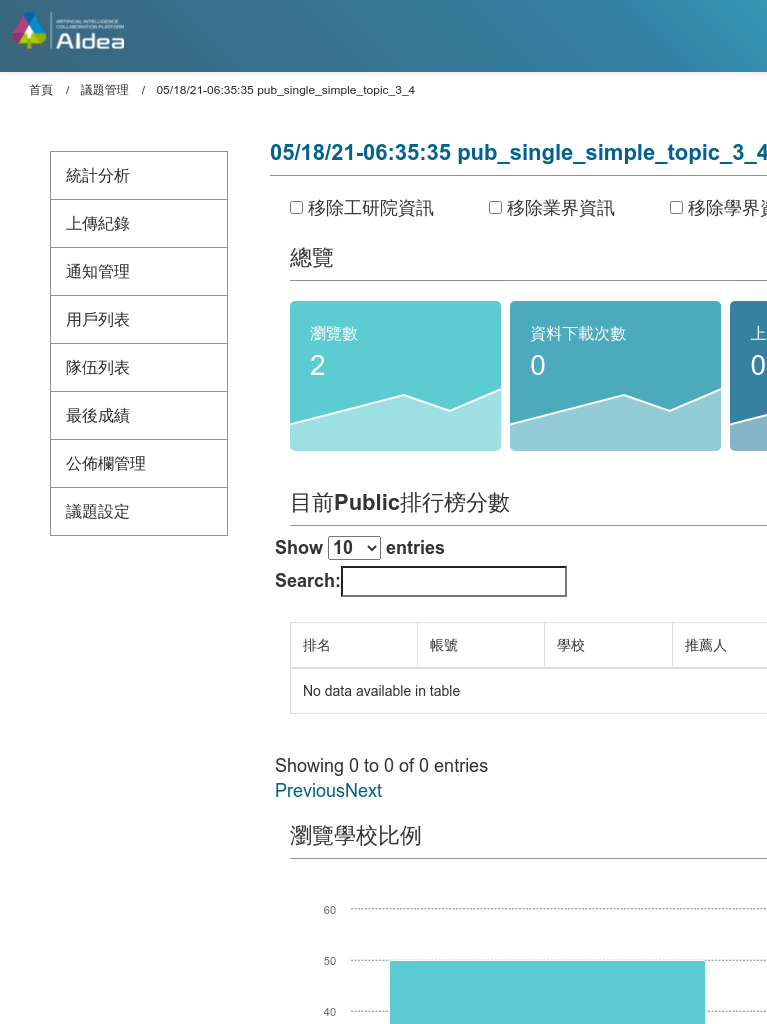 ARTIFICIAL INTELLIGENCE
COLLABORATION PLATFORM
AIdea
首頁 / 議題管理 / 05/18/21-06:35:35 pub_single_simple_topic_3_4
統計分析
上傳紀錄
通知管理
用戶列表
隊伍列表
最後成績
公佈欄管理
議題設定
05/18/21-06:35:35 pub_single_simple_topic_3_4
移除工研院資訊 移除業界資訊 移除學界
總覽
瀏覽數 資料下載次數 上
2 0 0
目前Public排行榜分數
Show 10 entries
Search:
排名 帳號 學校 推薦人
No data available in table
Showing 0 to 0 of 0 entries
PreviousNext
瀏覽學校比例
60
50
40